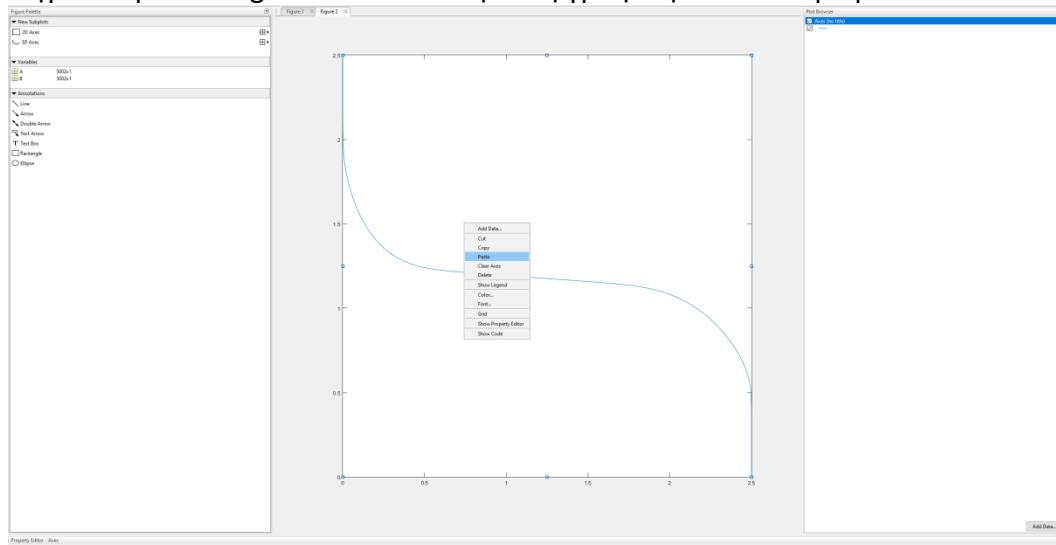 Figure Palette
New Subplots
2D Axes
3D Axes
Variables
A 5002x1
B 5002x1
Annotations
Line
Arrow
Double Arrow
Text Arrow
T Text Box
Rectangle
Ellipse
Figure 1
Figure 2
2.5
2
1.5
1
0.5
0
0
0.5
1
1.5
2
2.5
Add Data...
Cut
Copy
Paste
Clear Axes
Delete
Show Legend
Color...
Font...
Grid
Show Property Editor
Show Code
Plot Browser
Axes (no title)
Add Data...
Property Editor - Axes